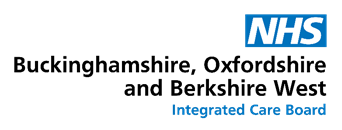 NHS
Buckinghamshire, Oxfordshire
and Berkshire West
Integrated Care Board